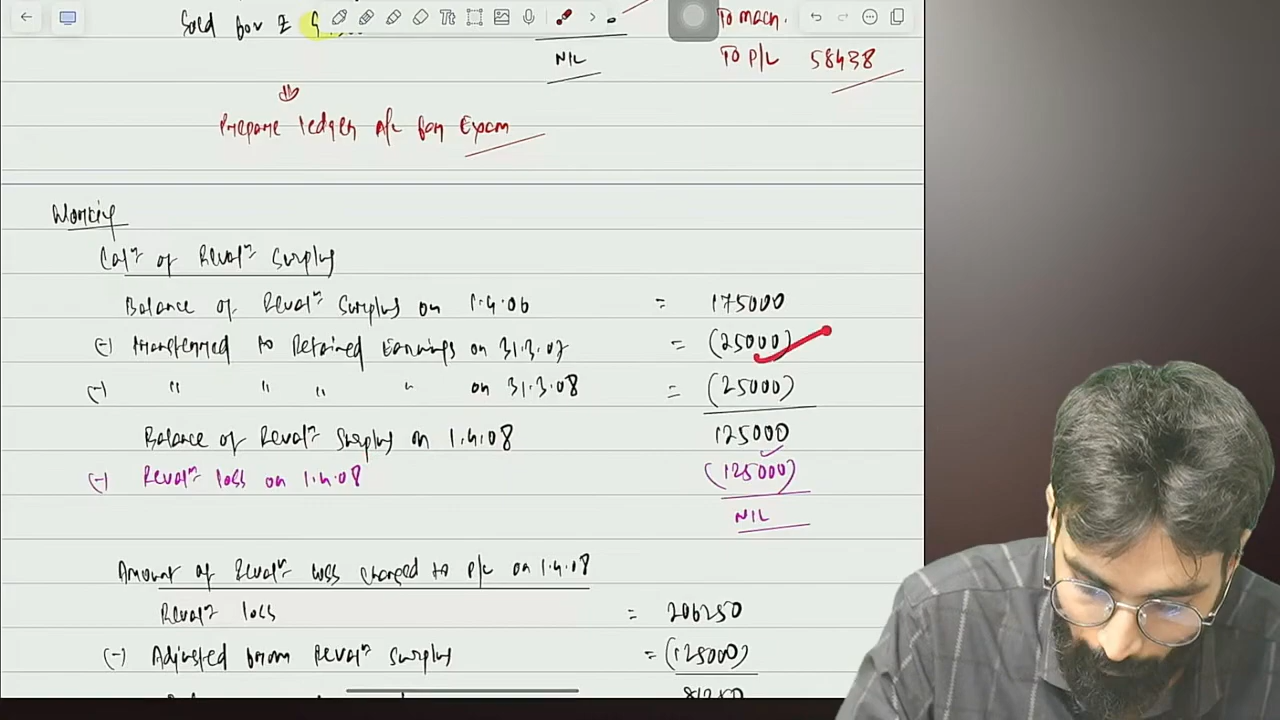 Sold for ₹
To mach.
NIL
To P/L 58438
Prepare ledger A/c for Exam
Working
Calⁿ of Revalⁿ Surplus
Balance of Revalⁿ Surplus on 1.4.06 = 175000
(-) Transferred to Retained Earnings on 31.3.07 = (25000)
(-) " " " " on 31.3.08 = (25000)
Balance of Revalⁿ Surplus on 1.4.08 125000
(-) Revalⁿ loss on 1.4.08 (125000)
NIL
Amount of Revalⁿ loss charged to P/L on 1.4.08
Revalⁿ loss = 206250
(-) Adjusted from Revalⁿ Surplus = (125000)
81250